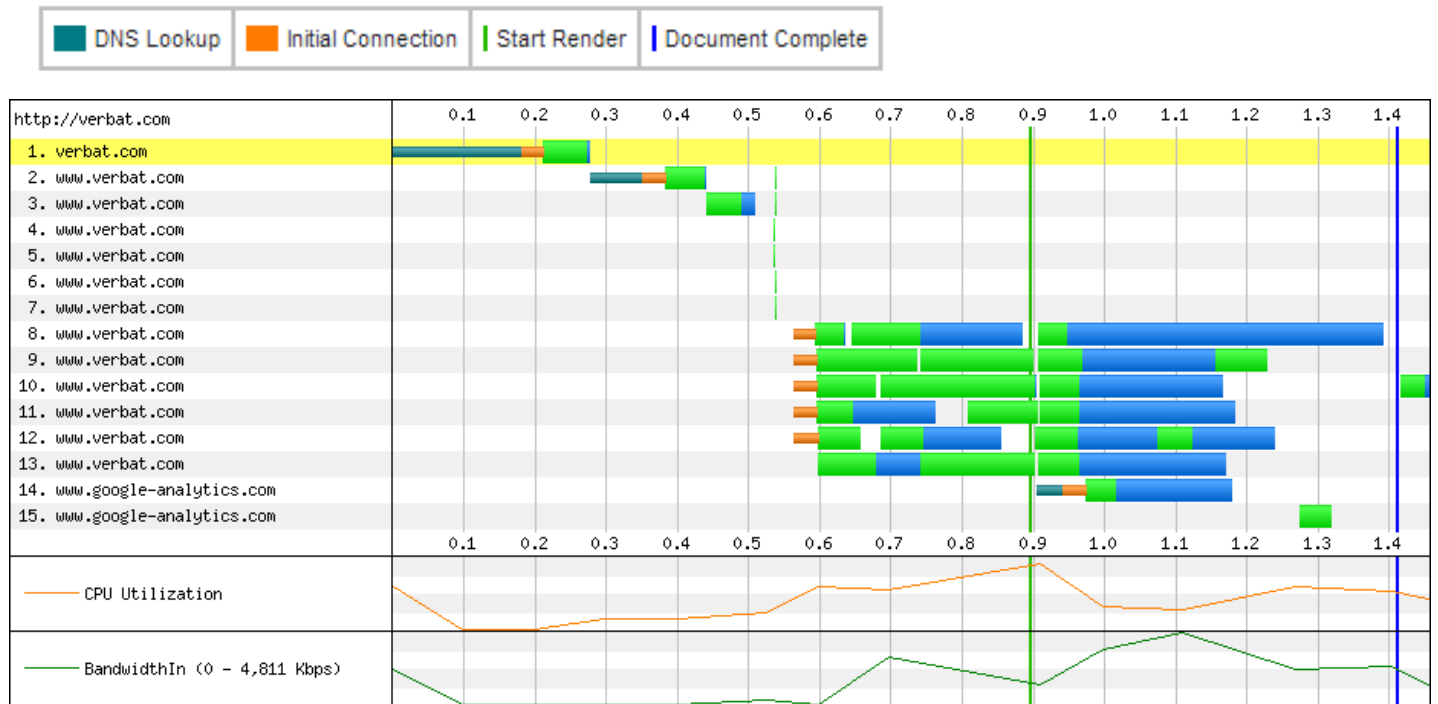 DNS Lookup Initial Connection Start Render Document Complete
http://verbat.com 0.1 0.2 0.3 0.4 0.5 0.6 0.7 0.8 0.9 1.0 1.1 1.2 1.3 1.4
1. verbat.com
2. www.verbat.com
3. www.verbat.com
4. www.verbat.com
5. www.verbat.com
6. www.verbat.com
7. www.verbat.com
8. www.verbat.com
9. www.verbat.com
10. www.verbat.com
11. www.verbat.com
12. www.verbat.com
13. www.verbat.com
14. www.google-analytics.com
15. www.google-analytics.com
0.1 0.2 0.3 0.4 0.5 0.6 0.7 0.8 0.9 1.0 1.1 1.2 1.3 1.4
CPU Utilization
BandwidthIn (0 - 4,811 Kbps)